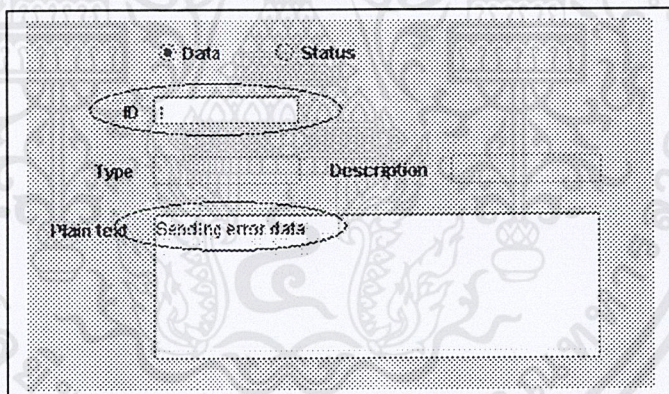 Data Status
ID
Type Description
Plain text Sending error data